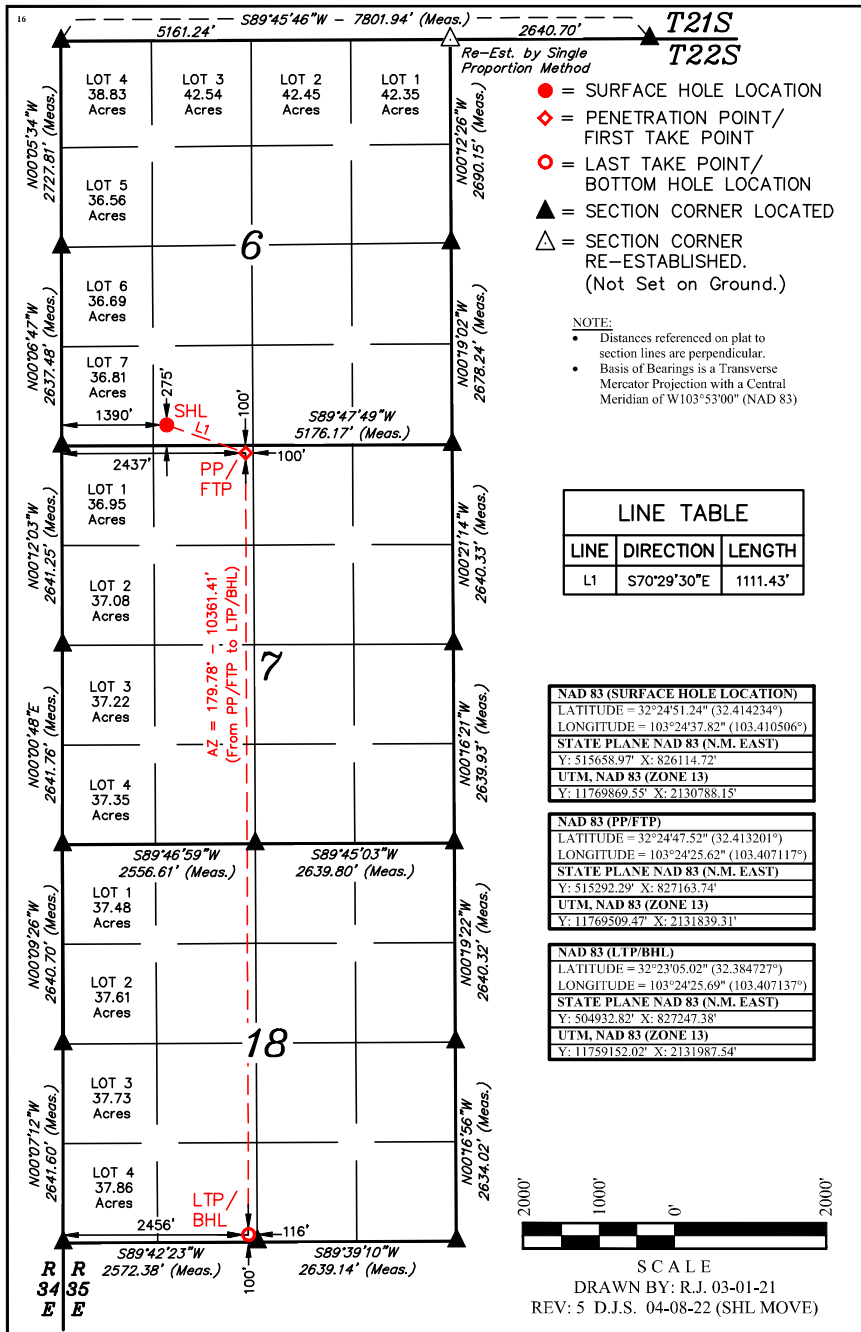 16
S89°45'46"W – 7801.94' (Meas.)
5161.24'
2640.70'
T21S
T22S
Re-Est. by Single
Proportion Method
LOT 4
38.83
Acres
LOT 3
42.54
Acres
LOT 2
42.45
Acres
LOT 1
42.35
Acres
N00°05'34"W
2727.81' (Meas.)
N00°12'26"W
2690.15' (Meas.)
LOT 5
36.56
Acres
6
LOT 6
36.69
Acres
LOT 7
36.81
Acres
N00°06'47"W
2637.48' (Meas.)
N00°19'02"W
2678.24' (Meas.)
275'
1390'
SHL
L1
100'
S89°47'49"W
5176.17' (Meas.)
2437'
PP/
FTP
100'
LOT 1
36.95
Acres
N00°12'03"W
2641.25' (Meas.)
N00°21'14"W
2640.33' (Meas.)
LOT 2
37.08
Acres
AZ = 179.78° – 10361.41'
(From PP/FTP to LTP/BHL)
7
LOT 3
37.22
Acres
N00°00'48"E
2641.76' (Meas.)
N00°16'21"W
2639.93' (Meas.)
LOT 4
37.35
Acres
S89°46'59"W
2556.61' (Meas.)
S89°45'03"W
2639.80' (Meas.)
LOT 1
37.48
Acres
N00°09'26"W
2640.70' (Meas.)
N00°19'22"W
2640.32' (Meas.)
LOT 2
37.61
Acres
18
LOT 3
37.73
Acres
N00°07'12"W
2641.60' (Meas.)
N00°16'56"W
2634.02' (Meas.)
LOT 4
37.86
Acres
LTP/
BHL
2456'
116'
S89°42'23"W
2572.38' (Meas.)
100'
S89°39'10"W
2639.14' (Meas.)
R R
34 35
E E
= SURFACE HOLE LOCATION
= PENETRATION POINT/
FIRST TAKE POINT
= LAST TAKE POINT/
BOTTOM HOLE LOCATION
= SECTION CORNER LOCATED
= SECTION CORNER
RE–ESTABLISHED.
(Not Set on Ground.)
NOTE:
• Distances referenced on plat to
section lines are perpendicular.
• Basis of Bearings is a Transverse
Mercator Projection with a Central
Meridian of W103°53'00" (NAD 83)
LINE TABLE
LINE DIRECTION LENGTH
L1 S70°29'30"E 1111.43'
NAD 83 (SURFACE HOLE LOCATION)
LATITUDE = 32°24'51.24" (32.414234°)
LONGITUDE = 103°24'37.82" (103.410506°)
STATE PLANE NAD 83 (N.M. EAST)
Y: 515658.97' X: 826114.72'
UTM, NAD 83 (ZONE 13)
Y: 11769869.55' X: 2130788.15'
NAD 83 (PP/FTP)
LATITUDE = 32°24'47.52" (32.413201°)
LONGITUDE = 103°24'25.62" (103.407117°)
STATE PLANE NAD 83 (N.M. EAST)
Y: 515292.29' X: 827163.74'
UTM, NAD 83 (ZONE 13)
Y: 11769509.47' X: 2131839.31'
NAD 83 (LTP/BHL)
LATITUDE = 32°23'05.02" (32.384727°)
LONGITUDE = 103°24'25.69" (103.407137°)
STATE PLANE NAD 83 (N.M. EAST)
Y: 504932.82' X: 827247.38'
UTM, NAD 83 (ZONE 13)
Y: 11759152.02' X: 2131987.54'
2000' 1000' 0' 2000'
SCALE
DRAWN BY: R.J. 03-01-21
REV: 5 D.J.S. 04-08-22 (SHL MOVE)